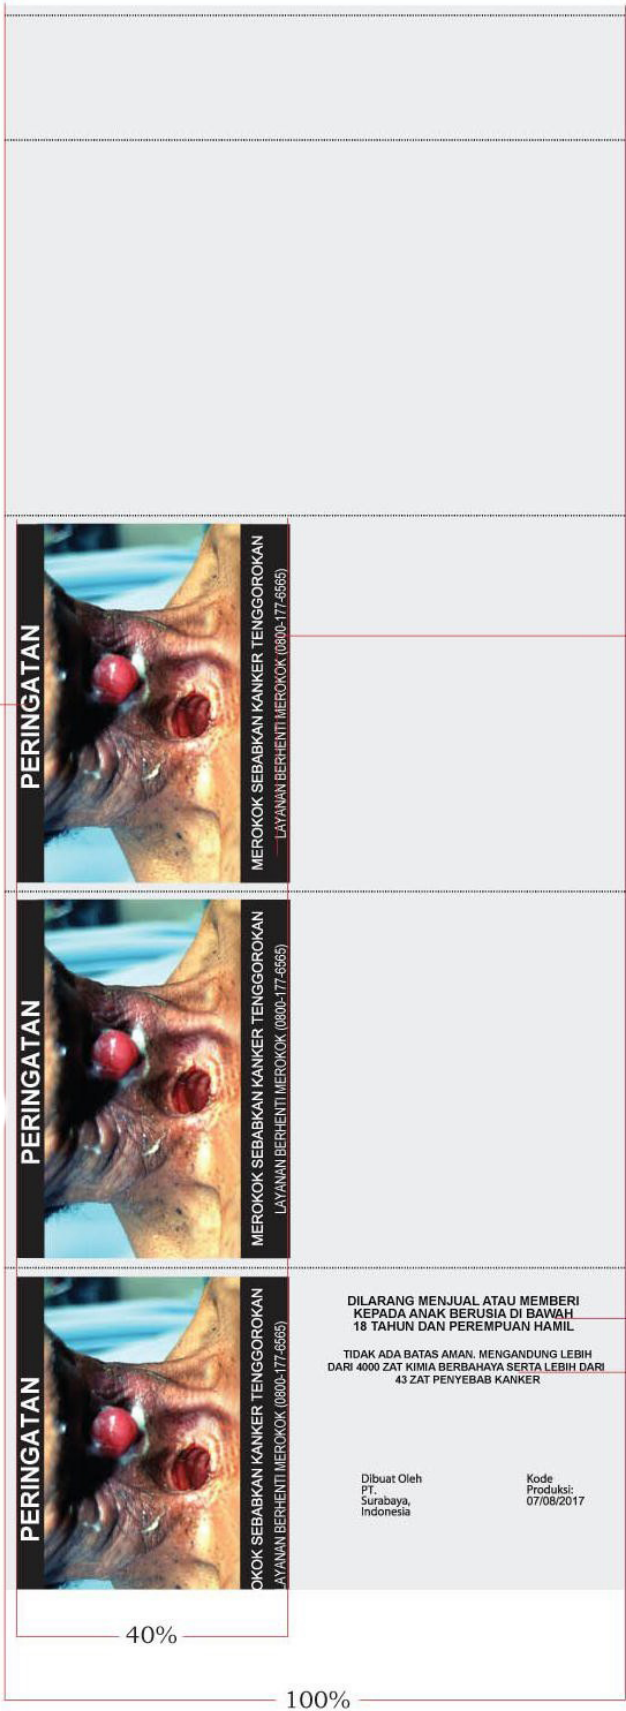 PERINGATAN
MEROKOK SEBABKAN KANKER TENGGOROKAN
LAYANAN BERHENTI MEROKOK (0800-177-6565)
PERINGATAN
MEROKOK SEBABKAN KANKER TENGGOROKAN
LAYANAN BERHENTI MEROKOK (0800-177-6565)
PERINGATAN
OKOK SEBABKAN KANKER TENGGOROKAN
AYANAN BERHENTI MEROKOK (0800-177-6565)
DILARANG MENJUAL ATAU MEMBERI
KEPADA ANAK BERUSIA DI BAWAH
18 TAHUN DAN PEREMPUAN HAMIL
TIDAK ADA BATAS AMAN. MENGANDUNG LEBIH
DARI 4000 ZAT KIMIA BERBAHAYA SERTA LEBIH DARI
43 ZAT PENYEBAB KANKER
Dibuat Oleh
PT.
Surabaya,
Indonesia
Kode
Produksi:
07/08/2017
40%
100%